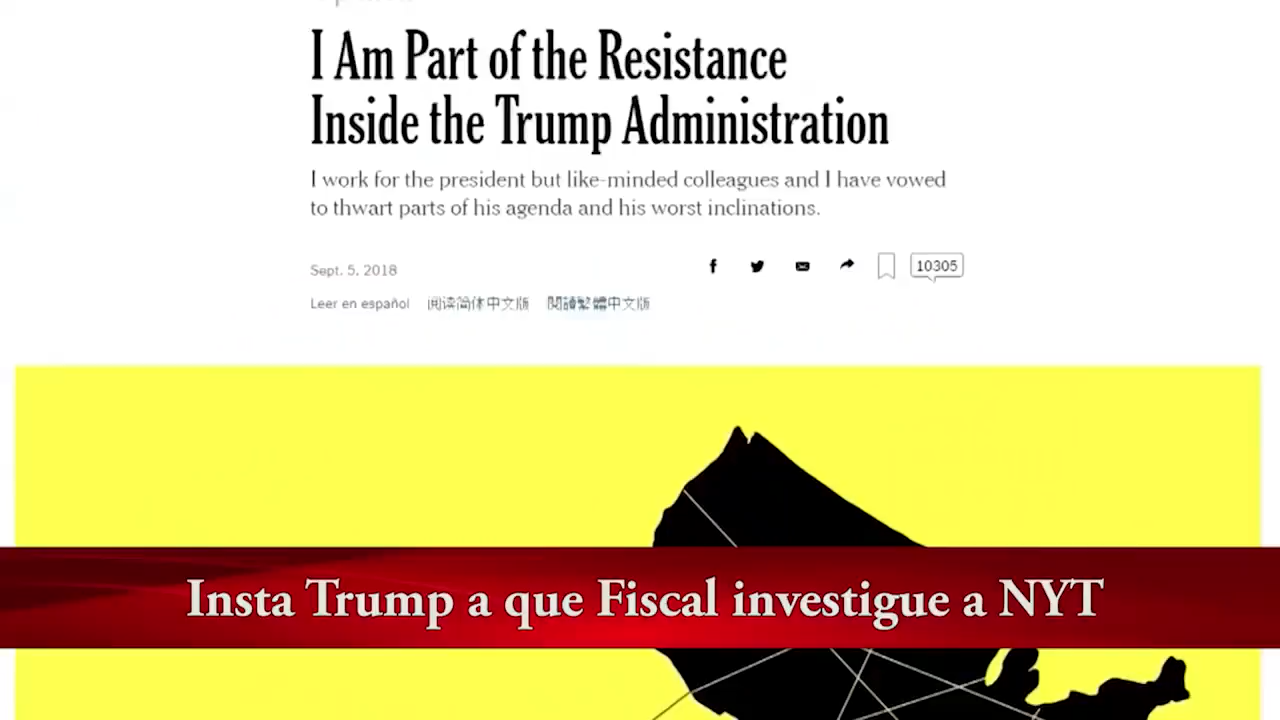 I Am Part of the Resistance
Inside the Trump Administration
I work for the president but like-minded colleagues and I have vowed
to thwart parts of his agenda and his worst inclinations.
Sept. 5, 2018
10305
Leer en español 阅读简体中文版 閱讀繁體中文版
Insta Trump a que Fiscal investigue a NYT